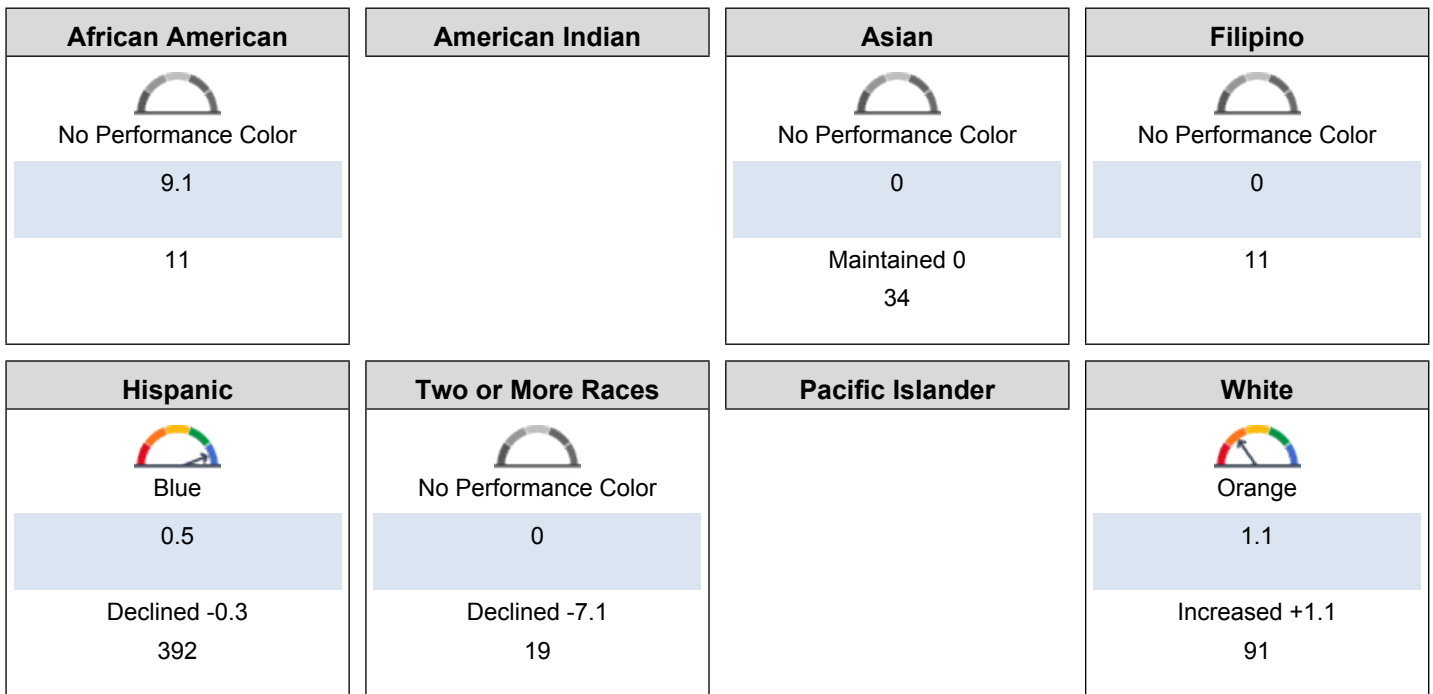 African American
No Performance Color
9.1
11
American Indian
Asian
No Performance Color
0
Maintained 0
34
Filipino
No Performance Color
0
11
Hispanic
Blue
0.5
Declined -0.3
392
Two or More Races
No Performance Color
0
Declined -7.1
19
Pacific Islander
White
Orange
1.1
Increased +1.1
91